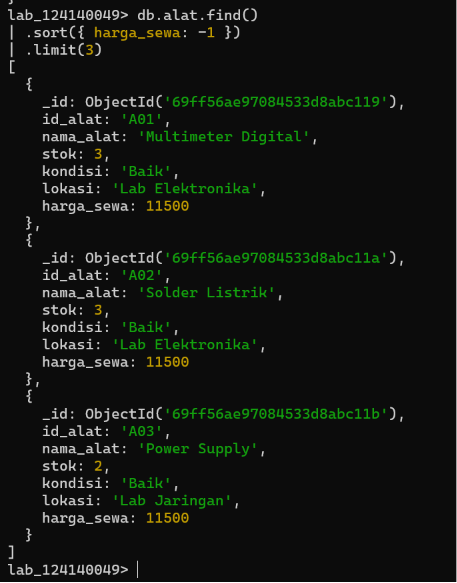 lab_124140049> db.alat.find()
| .sort({ harga_sewa: -1 })
| .limit(3)
[
  {
    _id: ObjectId('69ff56ae97084533d8abc119'),
    id_alat: 'A01',
    nama_alat: 'Multimeter Digital',
    stok: 3,
    kondisi: 'Baik',
    lokasi: 'Lab Elektronika',
    harga_sewa: 11500
  },
  {
    _id: ObjectId('69ff56ae97084533d8abc11a'),
    id_alat: 'A02',
    nama_alat: 'Solder Listrik',
    stok: 3,
    kondisi: 'Baik',
    lokasi: 'Lab Elektronika',
    harga_sewa: 11500
  },
  {
    _id: ObjectId('69ff56ae97084533d8abc11b'),
    id_alat: 'A03',
    nama_alat: 'Power Supply',
    stok: 2,
    kondisi: 'Baik',
    lokasi: 'Lab Jaringan',
    harga_sewa: 11500
  }
]
lab_124140049>